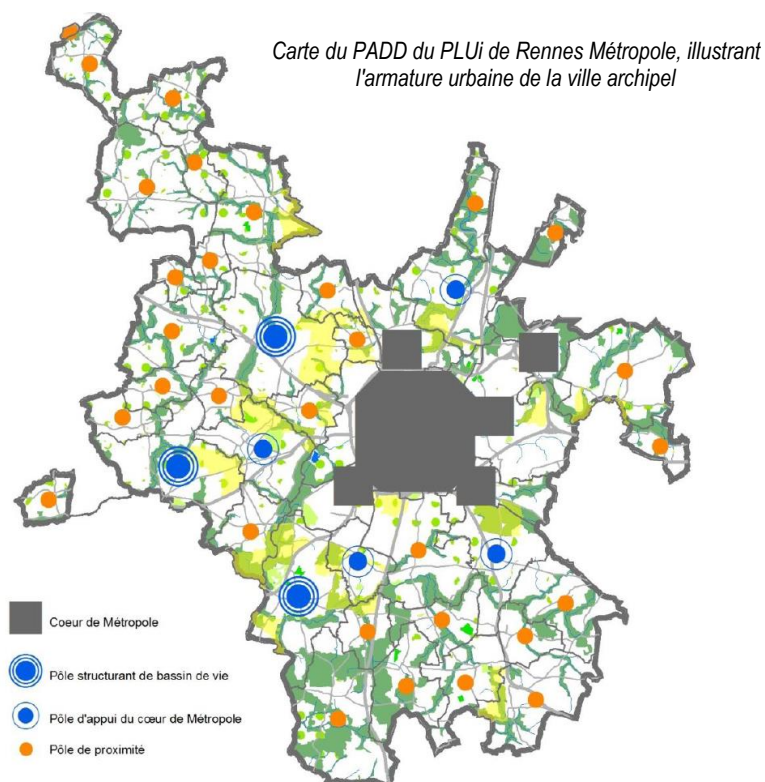 Carte du PADD du PLUi de Rennes Métropole, illustrant
l'armature urbaine de la ville archipel
Coeur de Métropole
Pôle structurant de bassin de vie
Pôle d'appui du cœur de Métropole
Pôle de proximité